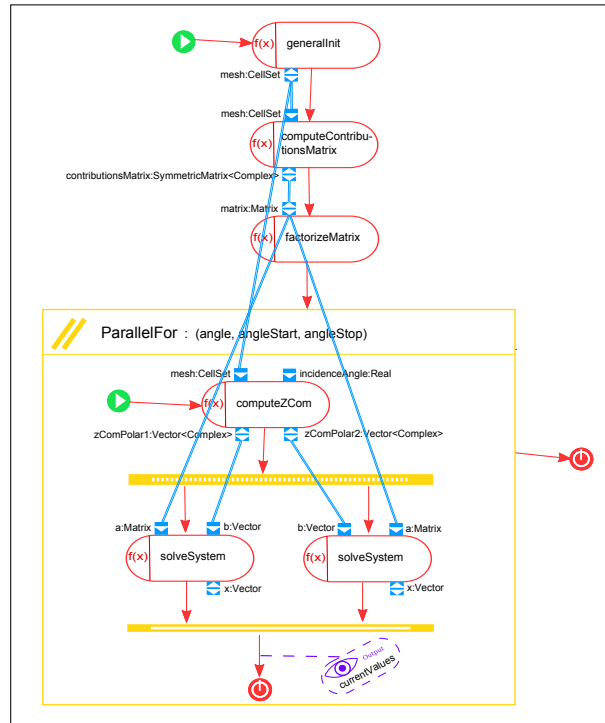 f(x) generalInit
mesh:CellSet
mesh:CellSet
f(x) computeContribu-
tionsMatrix
contributionsMatrix:SymmetricMatrix<Complex>
matrix:Matrix
f(x) factorizeMatrix
ParallelFor : (angle, angleStart, angleStop)
mesh:CellSet incidenceAngle:Real
f(x) computeZCom
zComPolar1:Vector<Complex> zComPolar2:Vector<Complex>
a:Matrix b:Vector b:Vector a:Matrix
f(x) solveSystem f(x) solveSystem
x:Vector x:Vector
Output
currentValues